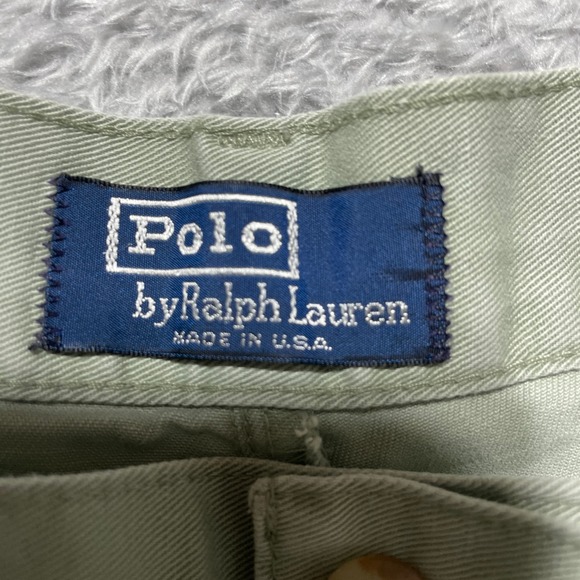 Polo
by Ralph Lauren
MADE IN U.S.A.